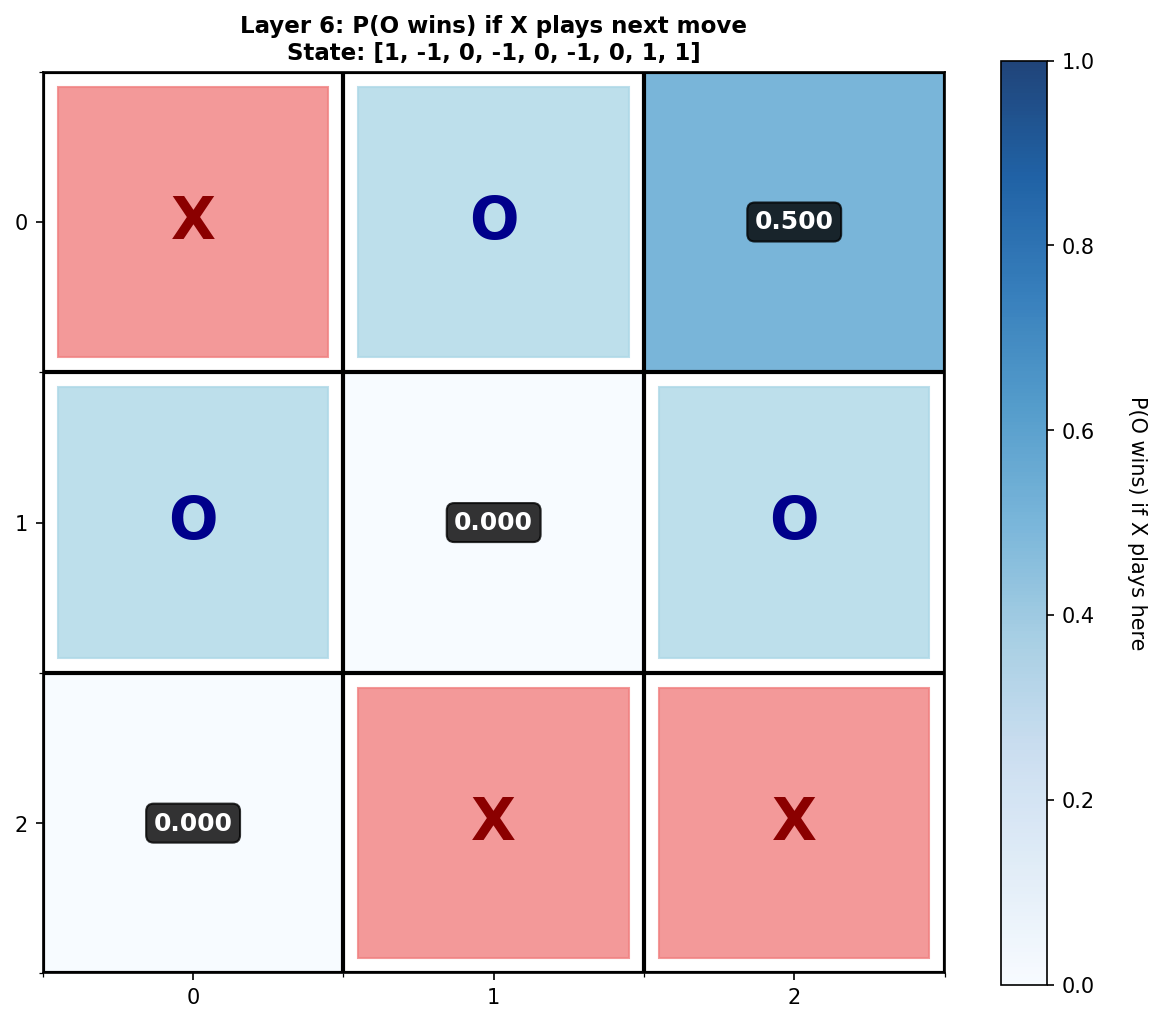 Layer 6: P(O wins) if X plays next move
State: [1, -1, 0, -1, 0, -1, 0, 1, 1]
X
O
0.500
O
0.000
O
0.000
X
X
0
1
2
0
1
2
1.0
0.8
0.6
0.4
0.2
0.0
P(O wins) if X plays here